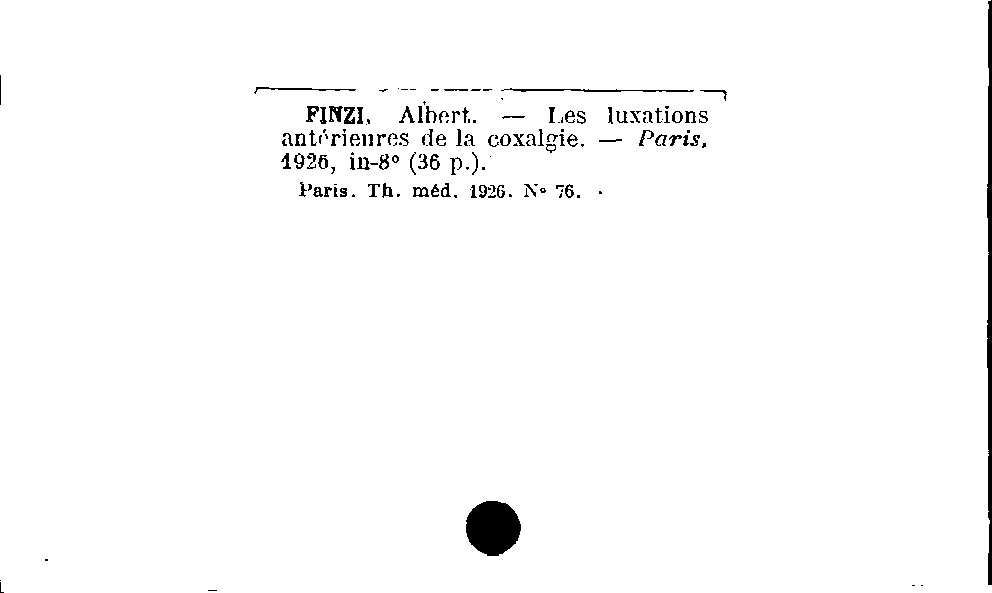 FINZI, Albert. — Les luxations
antérieures de la coxalgie. — Paris,
1926, in-8° (36 p.).
Paris. Th. méd. 1926. N° 76.